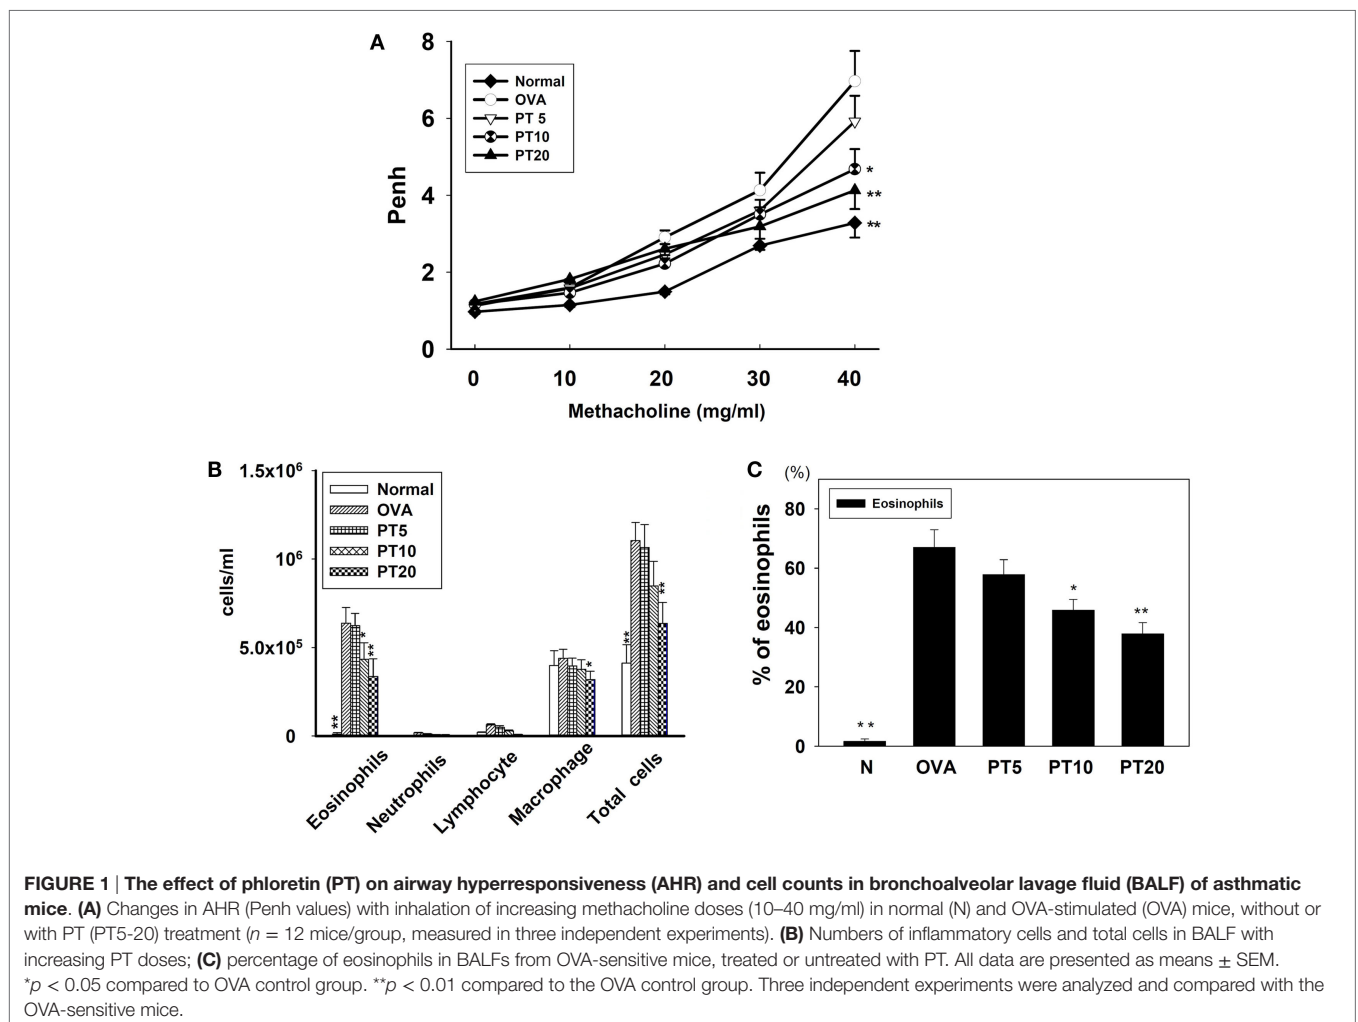 A
8
6
4
2
0
Penh
Normal
OVA
PT 5
PT10
PT20
*
**
**
0 10 20 30 40
Methacholine (mg/ml)
B
1.5x10⁶
10⁶
5.0x10⁵
0
cells/ml
Normal
OVA
PT5
PT10
PT20
**
*
**
*
**
**
Eosinophils
Neutrophils
Lymphocyte
Macrophage
Total cells
C
(%)
80
60
40
20
0
% of eosinophils
Eosinophils
**
*
**
N OVA PT5 PT10 PT20
FIGURE 1 | The effect of phloretin (PT) on airway hyperresponsiveness (AHR) and cell counts in bronchoalveolar lavage fluid (BALF) of asthmatic
mice. (A) Changes in AHR (Penh values) with inhalation of increasing methacholine doses (10–40 mg/ml) in normal (N) and OVA-stimulated (OVA) mice, without or
with PT (PT5-20) treatment (n = 12 mice/group, measured in three independent experiments). (B) Numbers of inflammatory cells and total cells in BALF with
increasing PT doses; (C) percentage of eosinophils in BALFs from OVA-sensitive mice, treated or untreated with PT. All data are presented as means ± SEM.
*p < 0.05 compared to OVA control group. **p < 0.01 compared to the OVA control group. Three independent experiments were analyzed and compared with the
OVA-sensitive mice.